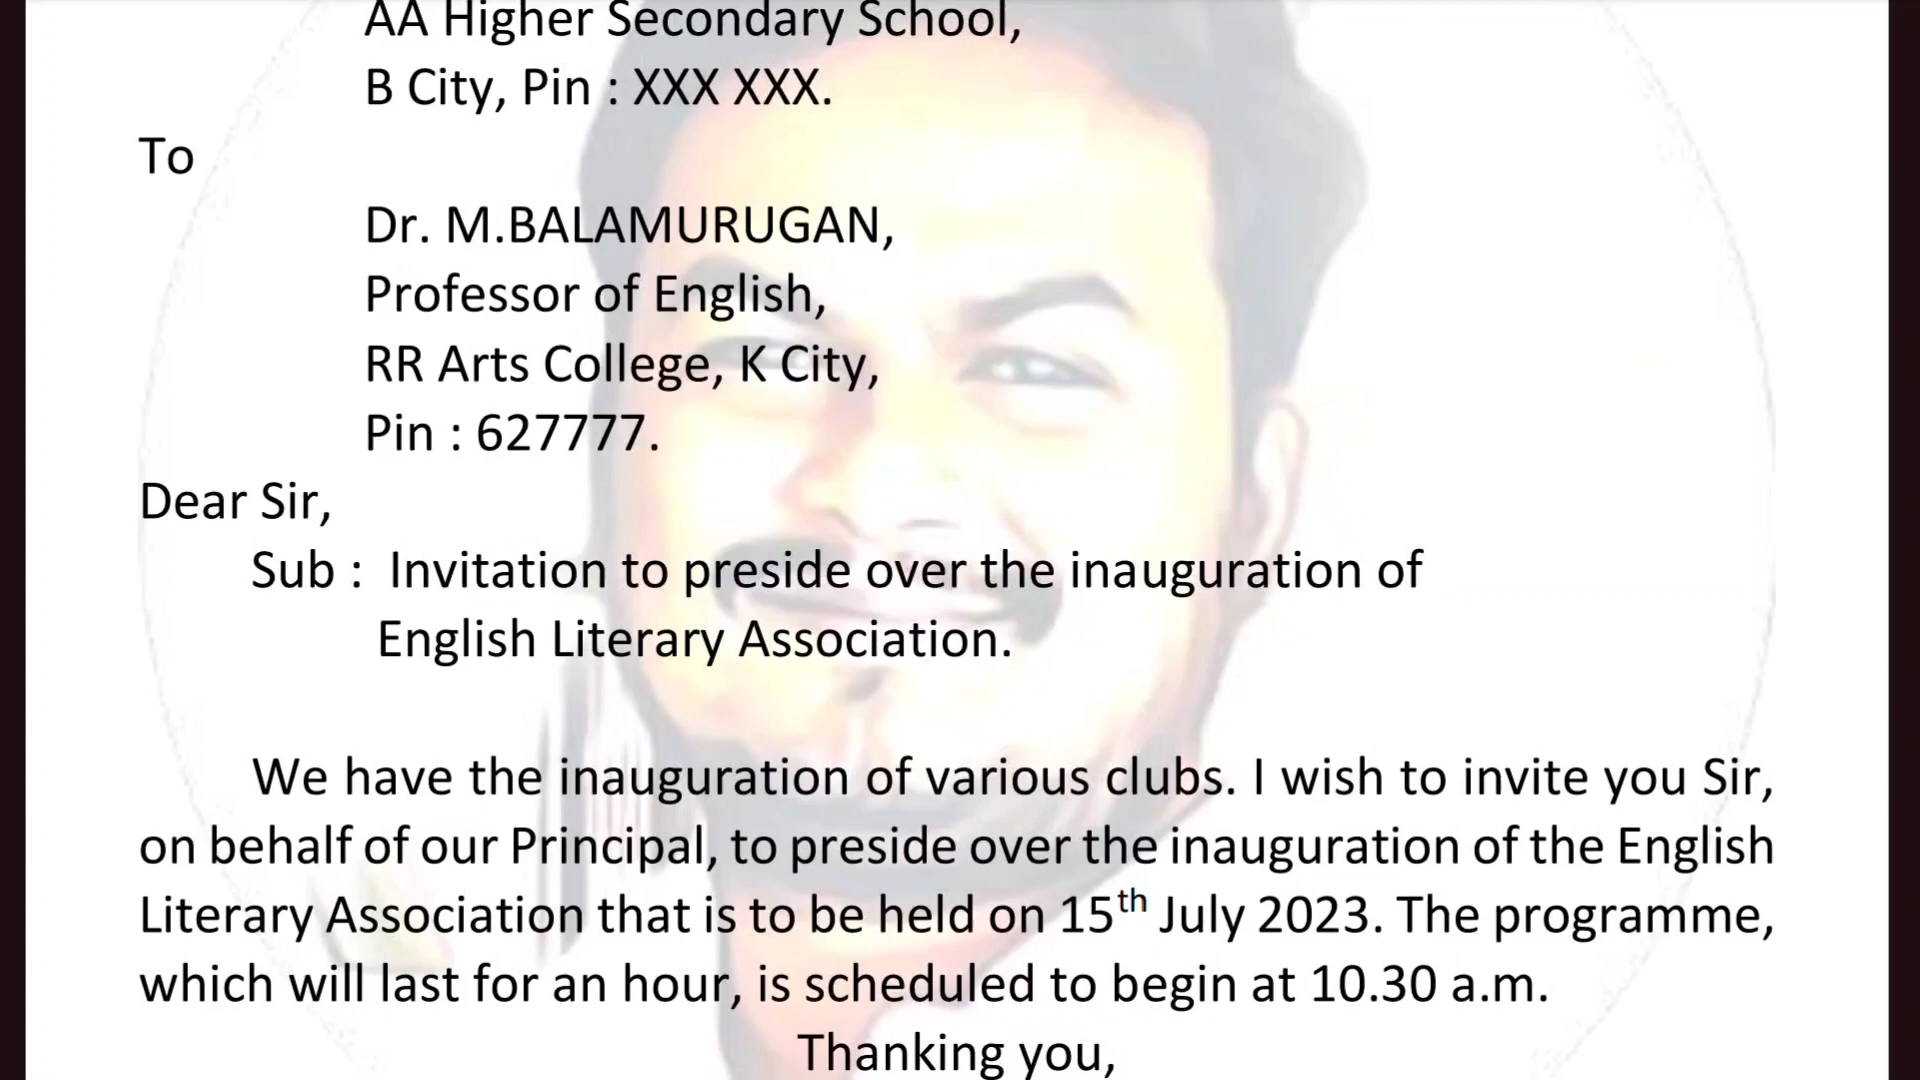 AA Higher Secondary School,
B City, Pin : XXX XXX.
To
Dr. M.BALAMURUGAN,
Professor of English,
RR Arts College, K City,
Pin : 627777.
Dear Sir,
Sub : Invitation to preside over the inauguration of
English Literary Association.
We have the inauguration of various clubs. I wish to invite you Sir,
on behalf of our Principal, to preside over the inauguration of the English
Literary Association that is to be held on 15th July 2023. The programme,
which will last for an hour, is scheduled to begin at 10.30 a.m.
Thanking you,